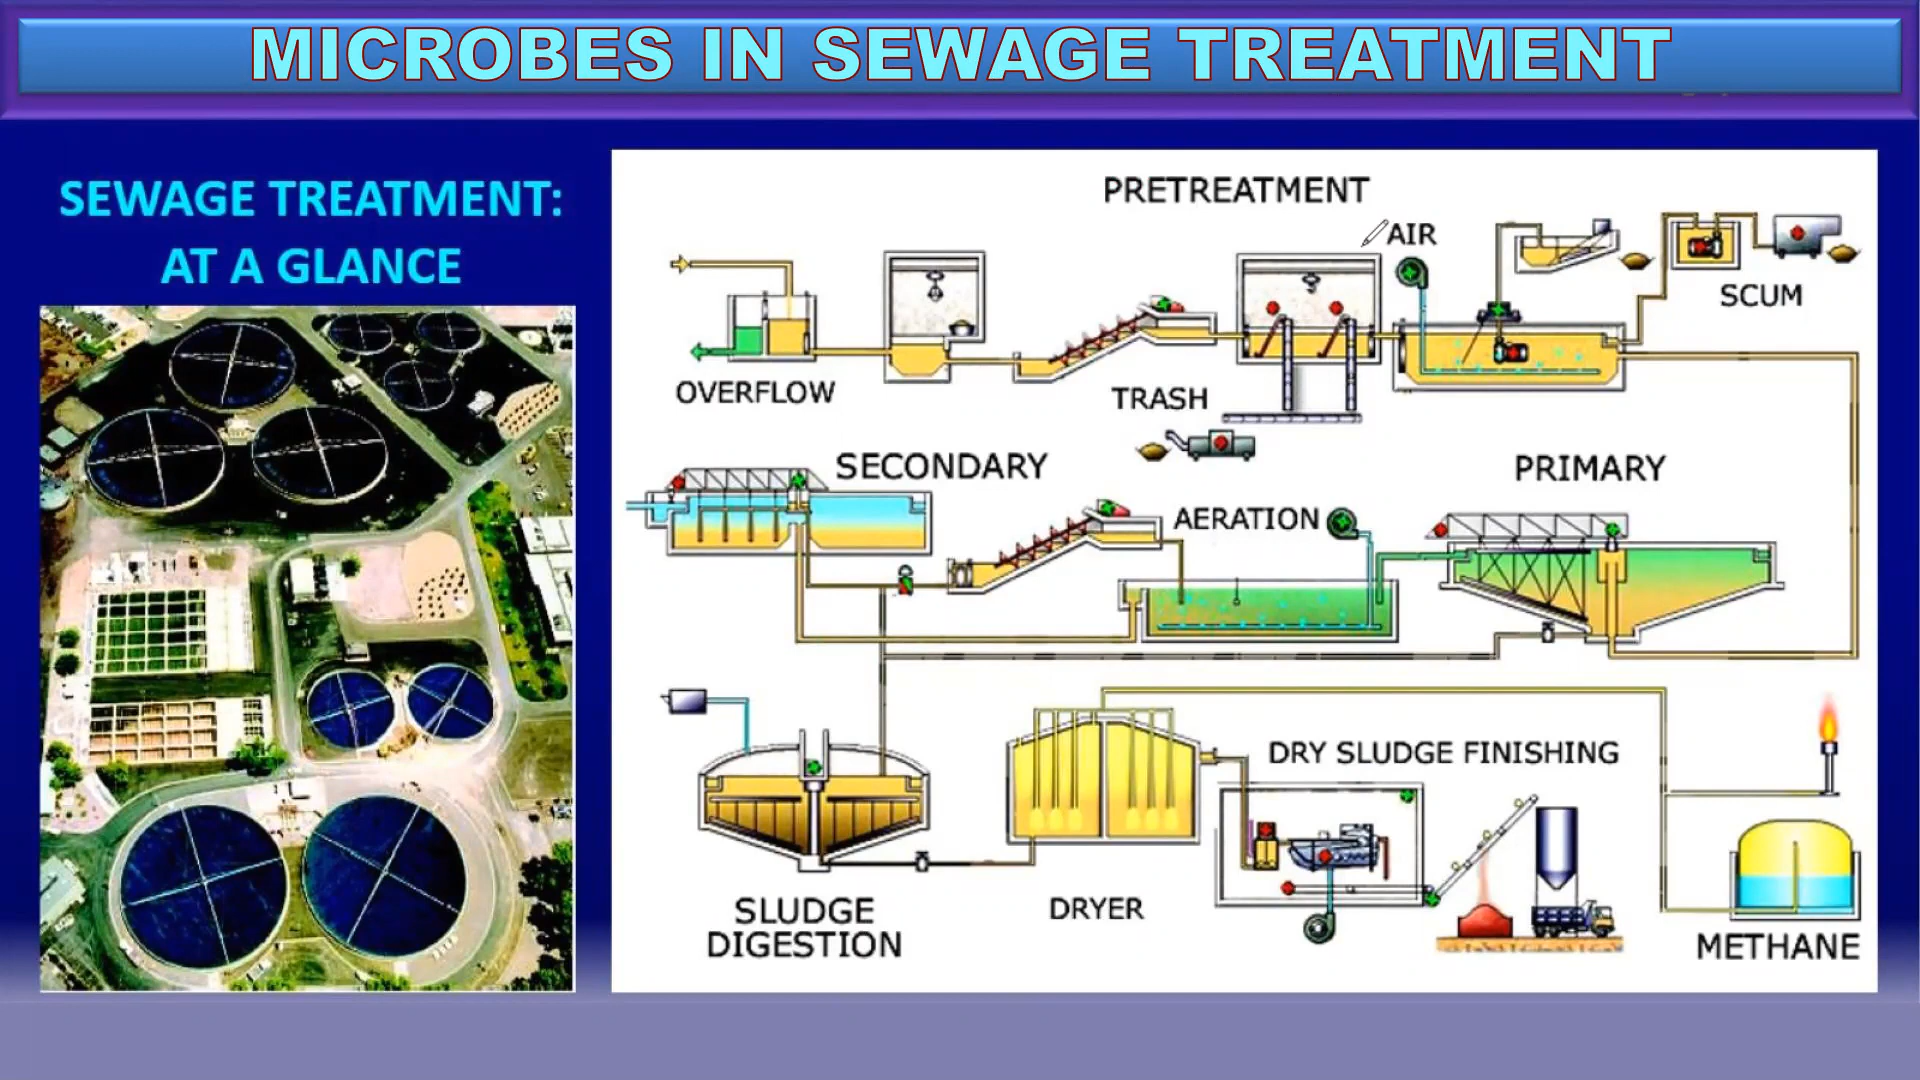 MICROBES IN SEWAGE TREATMENT
SEWAGE TREATMENT:
AT A GLANCE
PRETREATMENT
AIR
SCUM
OVERFLOW
TRASH
SECONDARY
PRIMARY
AERATION
DRY SLUDGE FINISHING
SLUDGE
DIGESTION
DRYER
METHANE